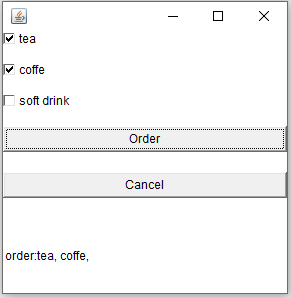 tea
coffe
soft drink
Order
Cancel
order:tea, coffe,